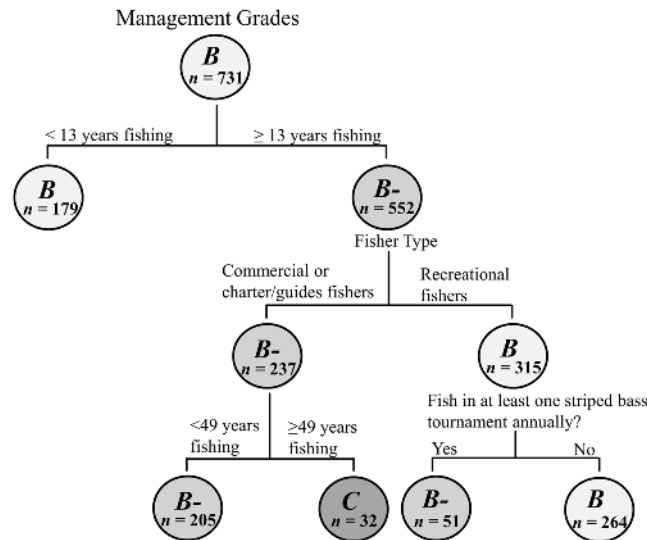 Management Grades
B
n = 731
< 13 years fishing
≥ 13 years fishing
B
n = 179
B-
n = 552
Fisher Type
Commercial or
charter/guides fishers
Recreational
fishers
B-
n = 237
B
n = 315
<49 years
fishing
≥49 years
fishing
Fish in at least one striped bass
tournament annually?
Yes
No
B-
n = 205
C
n = 32
B-
n = 51
B
n = 264